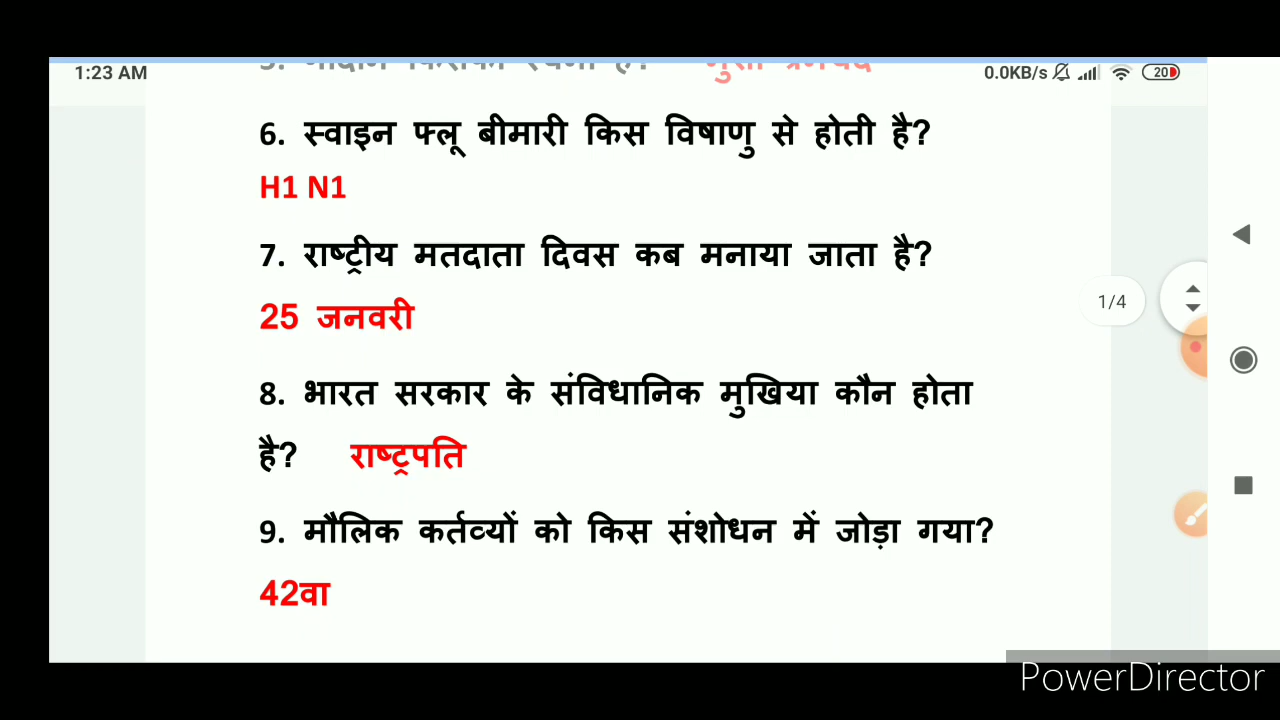 1:23 AM
0.0KB/s
20
6. स्वाइन फ्लू बीमारी किस विषाणु से होती है?
H1 N1
7. राष्ट्रीय मतदाता दिवस कब मनाया जाता है?
25 जनवरी
1/4
8. भारत सरकार के संविधानिक मुखिया कौन होता
है? राष्ट्रपति
9. मौलिक कर्तव्यों को किस संशोधन में जोड़ा गया?
42वा
PowerDirector